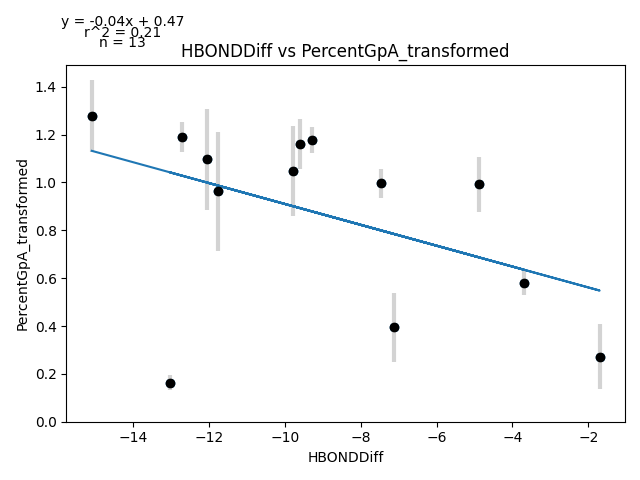 y = -0.04x + 0.47
r^2 = 0.21
n = 13
HBONDDiff vs PercentGpA_transformed
PercentGpA_transformed
1.4
1.2
1.0
0.8
0.6
0.4
0.2
0.0
−14
−12
−10
−8
−6
−4
−2
HBONDDiff